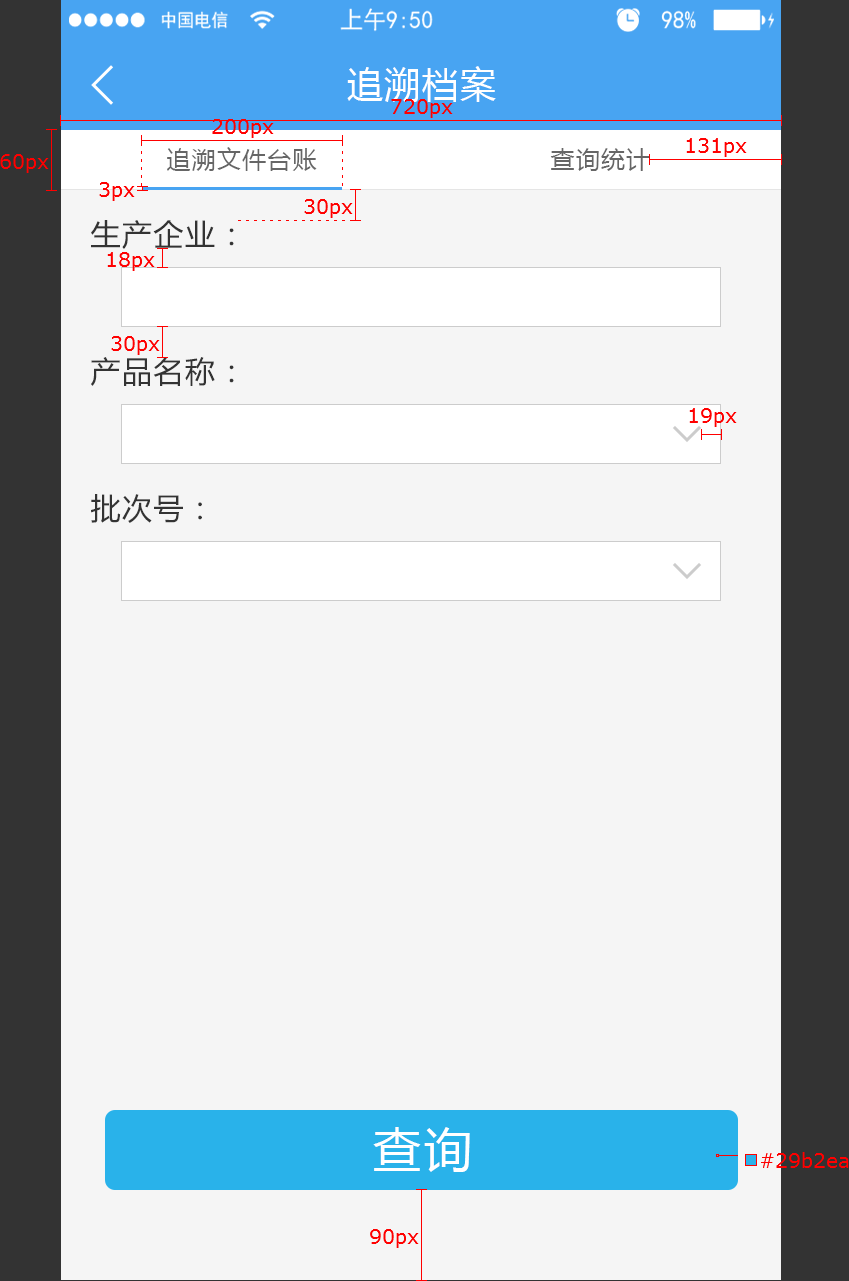 中国电信 上午9:50 98%
追溯档案
720px
200px
追溯文件台账 查询统计 131px
60px
3px
30px
生产企业：
18px
30px
产品名称：
19px
批次号：
查询
#29b2ea
90px